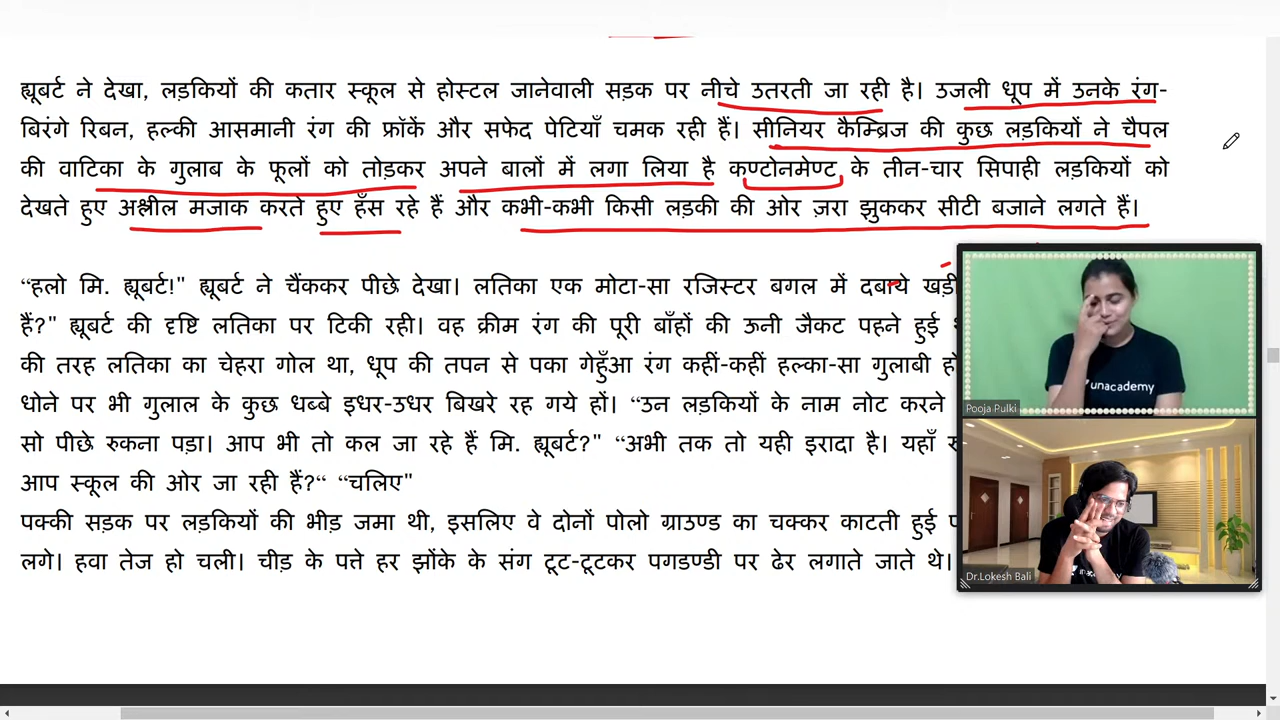 ह्यूबर्ट ने देखा, लड़कियों की कतार स्कूल से होस्टल जानेवाली सड़क पर नीचे उतरती जा रही है। उजली धूप में उनके रंग-
बिरंगे रिबन, हल्की आसमानी रंग की फ्रॉकें और सफेद पेटियाँ चमक रही हैं। सीनियर कैम्ब्रिज की कुछ लड़कियों ने चैपल
की वाटिका के गुलाब के फूलों को तोड़कर अपने बालों में लगा लिया है कण्टोनमेण्ट के तीन-चार सिपाही लड़कियों को
देखते हुए अश्लील मजाक करते हुए हँस रहे हैं और कभी-कभी किसी लड़की की ओर ज़रा झुककर सीटी बजाने लगते हैं।
“हलो मि. ह्यूबर्ट!" ह्यूबर्ट ने चैंककर पीछे देखा। लतिका एक मोटा-सा रजिस्टर बगल में दबाये खड़ी
हैं?" ह्यूबर्ट की दृष्टि लतिका पर टिकी रही। वह क्रीम रंग की पूरी बाँहों की ऊनी जैकट पहने हुई
की तरह लतिका का चेहरा गोल था, धूप की तपन से पका गेहुँआ रंग कहीं-कहीं हल्का-सा गुलाबी
धोने पर भी गुलाल के कुछ धब्बे इधर-उधर बिखरे रह गये हों। “उन लड़कियों के नाम नोट करने
सो पीछे रुकना पड़ा। आप भी तो कल जा रहे हैं मि. ह्यूबर्ट?" “अभी तक तो यही इरादा है। यहाँ
आप स्कूल की ओर जा रही हैं?“ “चलिए"
पक्की सड़क पर लड़कियों की भीड़ जमा थी, इसलिए वे दोनों पोलो ग्राउण्ड का चक्कर काटती हुई
लगे। हवा तेज हो चली। चीड़ के पत्ते हर झोंके के संग टूट-टूटकर पगडण्डी पर ढेर लगाते जाते थे।
unacademy
Pooja Pulki
Dr.Lokesh Bali